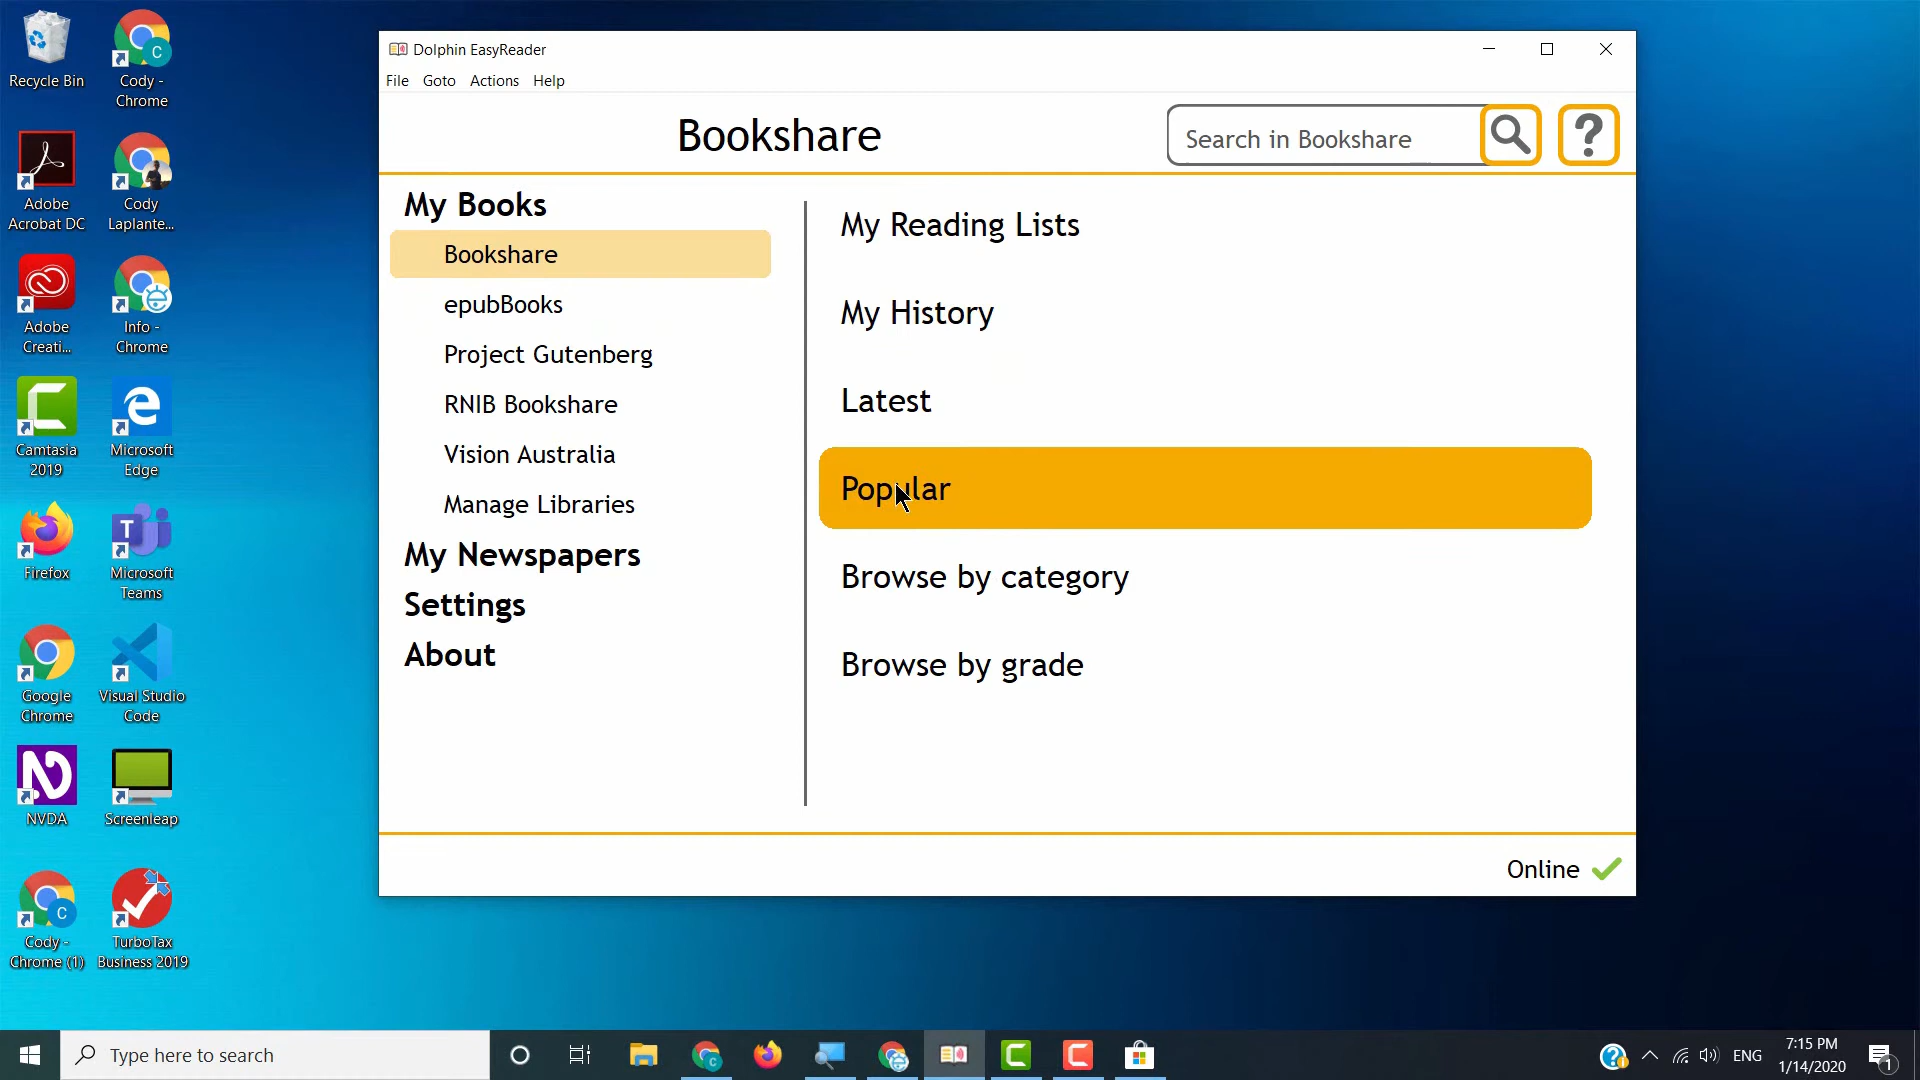 Recycle Bin
Cody -
Chrome
Adobe
Acrobat DC
Cody
Laplante...
Adobe
Creati...
Info -
Chrome
Camtasia
2019
Microsoft
Edge
Firefox
Microsoft
Teams
Google
Chrome
Visual Studio
Code
NVDA
Screenleap
Cody -
Chrome (1)
TurboTax
Business 2019
Dolphin EasyReader
File Goto Actions Help
Bookshare
Search in Bookshare
?
My Books
Bookshare
epubBooks
Project Gutenberg
RNIB Bookshare
Vision Australia
Manage Libraries
My Newspapers
Settings
About
My Reading Lists
My History
Latest
Popular
Browse by category
Browse by grade
Online
Type here to search
ENG
7:15 PM
1/14/2020
1